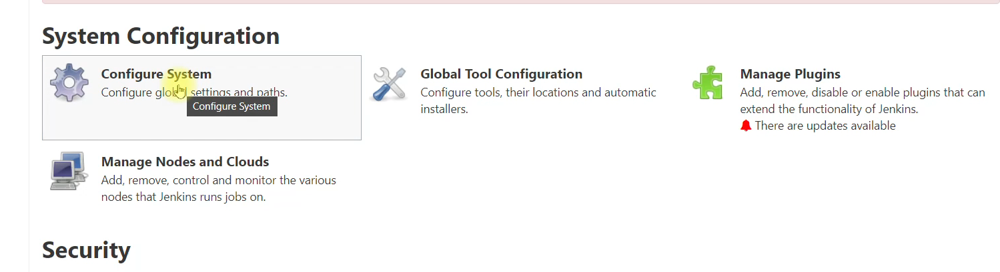 System Configuration
Configure System
Configure global settings and paths.
Configure System
Global Tool Configuration
Configure tools, their locations and automatic
installers.
Manage Plugins
Add, remove, disable or enable plugins that can
extend the functionality of Jenkins.
There are updates available
Manage Nodes and Clouds
Add, remove, control and monitor the various
nodes that Jenkins runs jobs on.
Security